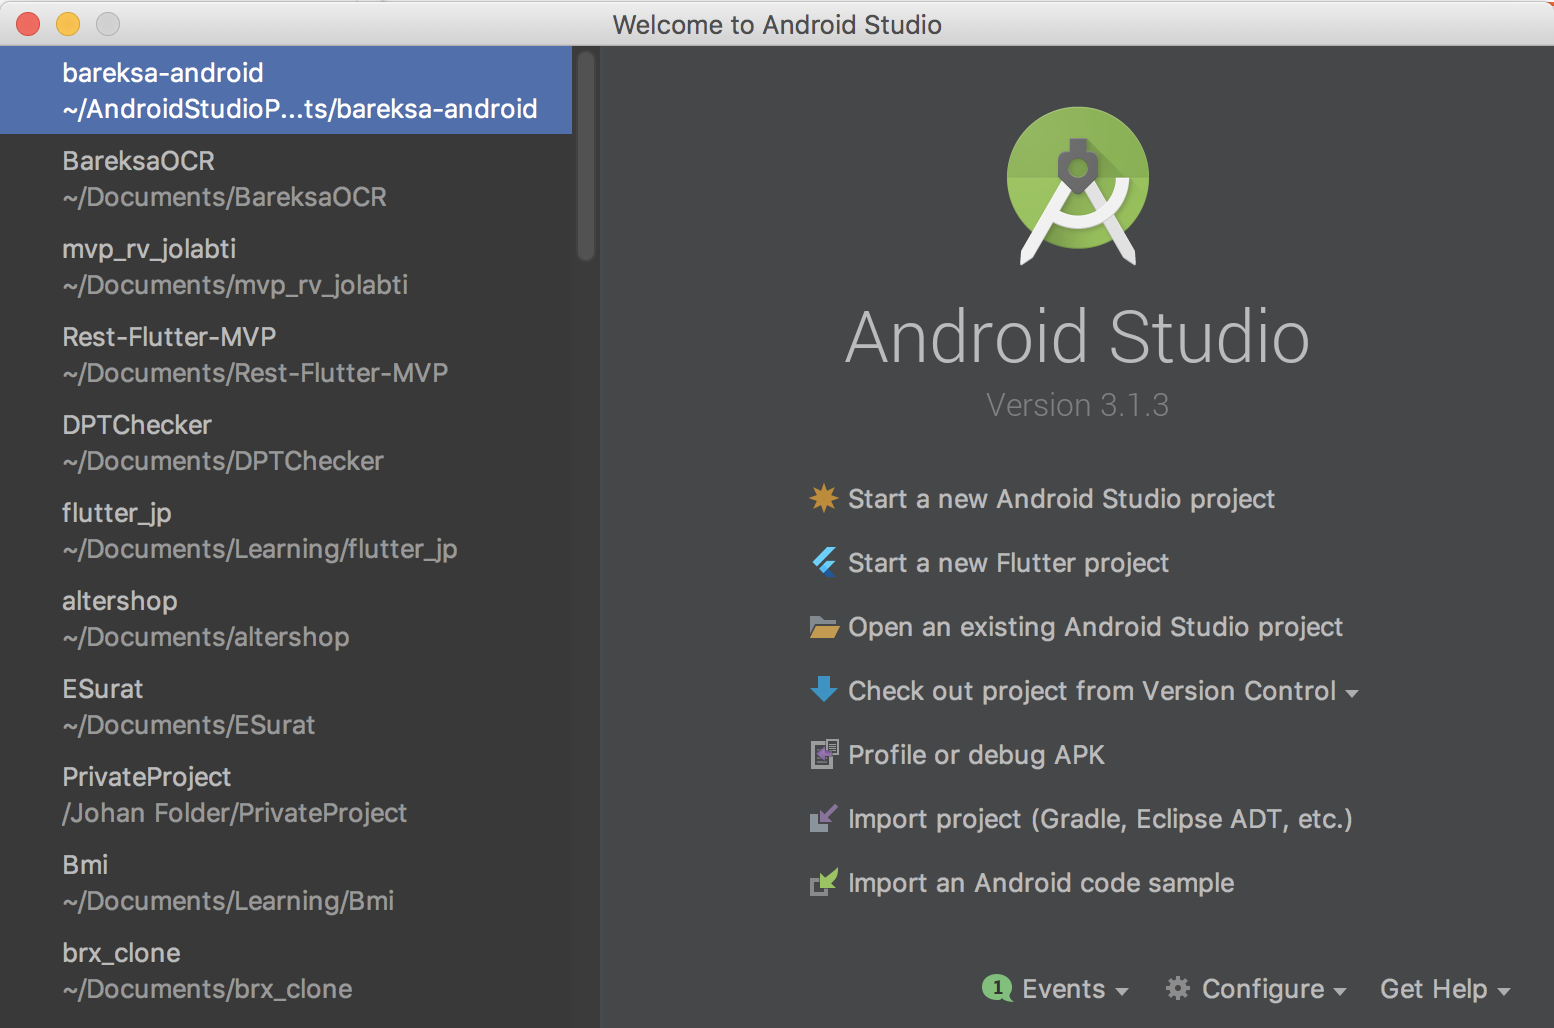 Welcome to Android Studio
bareksa-android
~/AndroidStudioP...ts/bareksa-android
BareksaOCR
~/Documents/BareksaOCR
mvp_rv_jolabti
~/Documents/mvp_rv_jolabti
Rest-Flutter-MVP
~/Documents/Rest-Flutter-MVP
DPTChecker
~/Documents/DPTChecker
flutter_jp
~/Documents/Learning/flutter_jp
altershop
~/Documents/altershop
ESurat
~/Documents/ESurat
PrivateProject
/Johan Folder/PrivateProject
Bmi
~/Documents/Learning/Bmi
brx_clone
~/Documents/brx_clone
Android Studio
Version 3.1.3
Start a new Android Studio project
Start a new Flutter project
Open an existing Android Studio project
Check out project from Version Control
Profile or debug APK
Import project (Gradle, Eclipse ADT, etc.)
Import an Android code sample
1 Events Configure Get Help